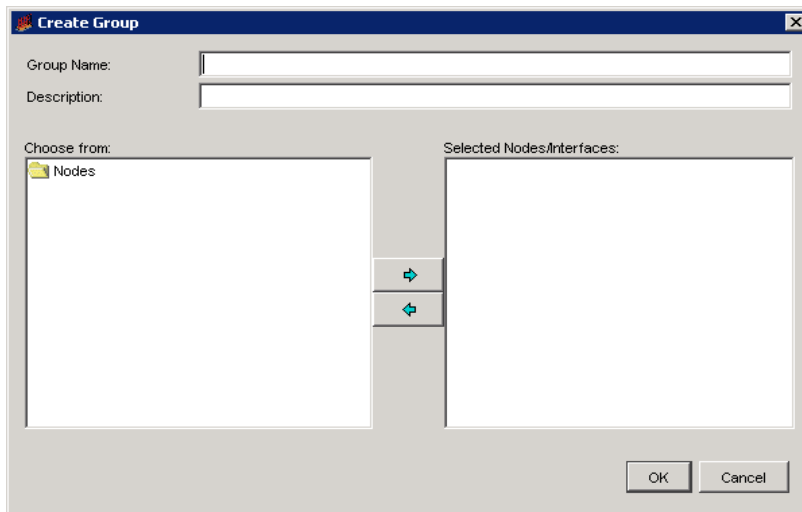 Create Group
Group Name:
Description:
Choose from:
Selected Nodes/Interfaces:
Nodes
OK
Cancel